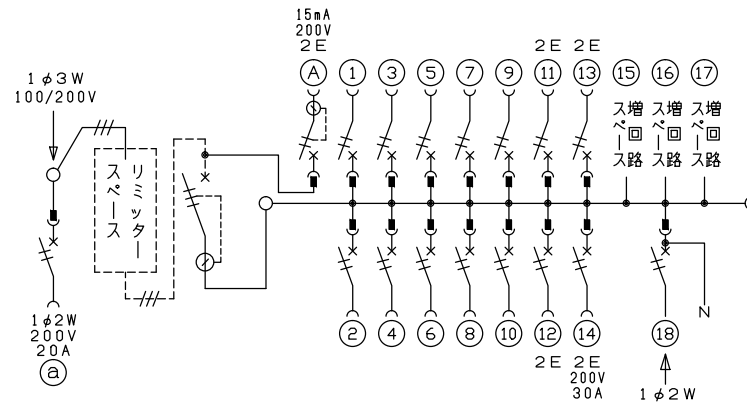 15mA
200V
2E
A
1
3
5
7
9
2E
11
2E
13
15
16
17
増回路
スペース
増回路
スペース
増回路
スペース
1φ3W
100/200V
リミッター
スペース
1φ2W
200V
20A
a
2
4
6
8
10
12
2E
14
2E
200V
30A
N
18
1φ2W